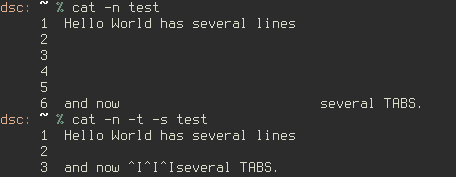 dsc: ~ % cat -n test
1 Hello World has several lines
2
3
4
5
6 and now several TABS.
dsc: ~ % cat -n -t -s test
1 Hello World has several lines
2
3 and now ^I^I^Iseveral TABS.